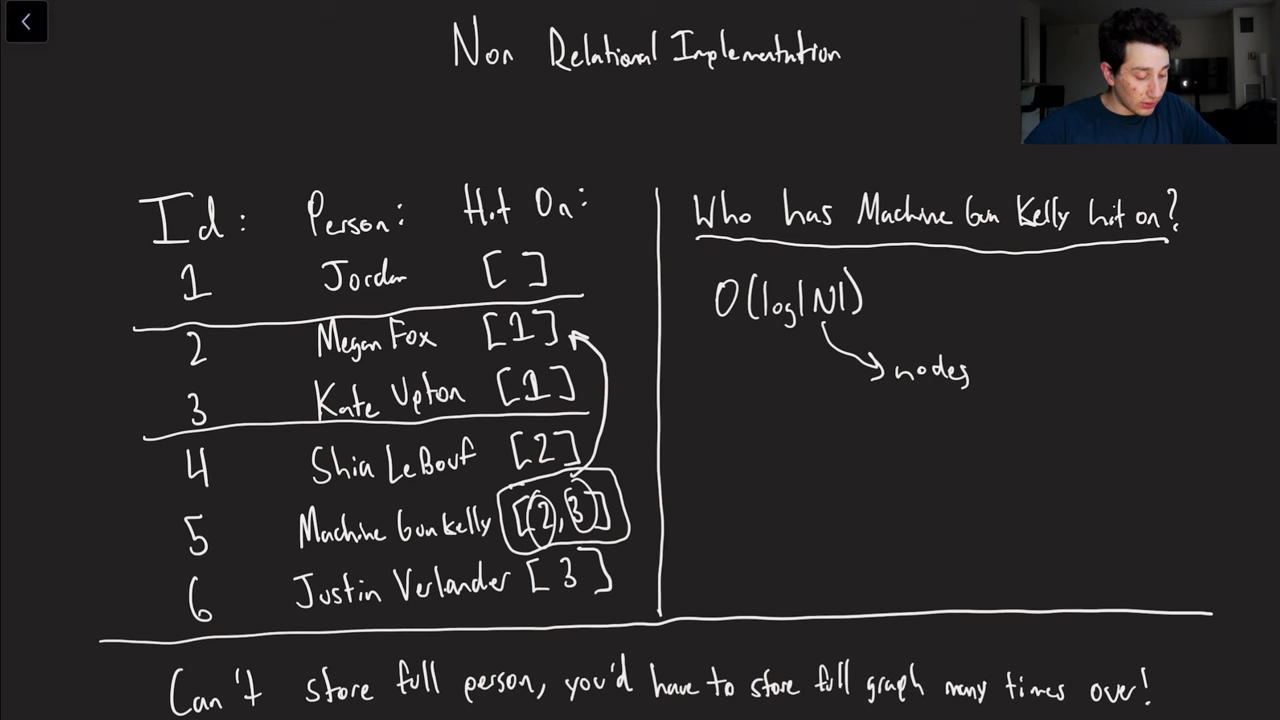 Non Relational Implementation
Id: Person: Hit On:
1 Jordan [ ]
2 Megan Fox [1]
3 Kate Upton [1]
4 Shia LeBouf [2]
5 Machine Gun Kelly [2,3]
6 Justin Verlander [3]
Who has Machine Gun Kelly hit on?
O(log|N|)
nodes
Can't store full person, you'd have to store full graph many times over!